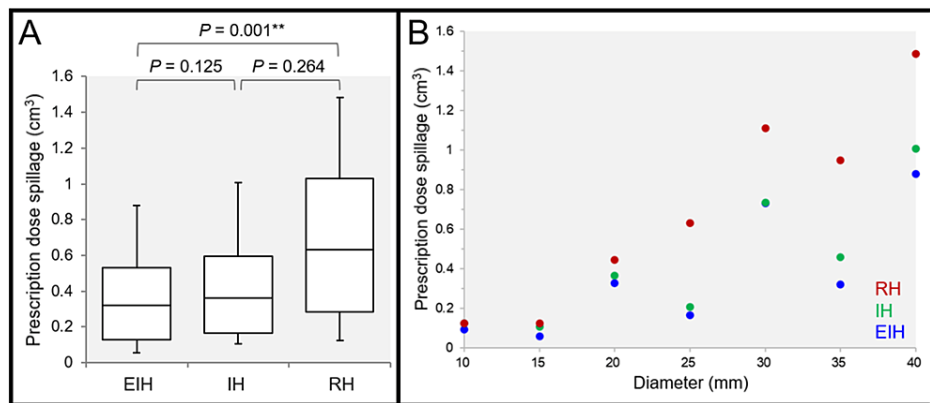 A
P = 0.001**
P = 0.125
P = 0.264
Prescription dose spillage (cm³)
1.6
1.4
1.2
1
0.8
0.6
0.4
0.2
0
EIH
IH
RH
B
Prescription dose spillage (cm³)
1.6
1.4
1.2
1
0.8
0.6
0.4
0.2
0
10
15
20
25
30
35
40
Diameter (mm)
RH
IH
EIH